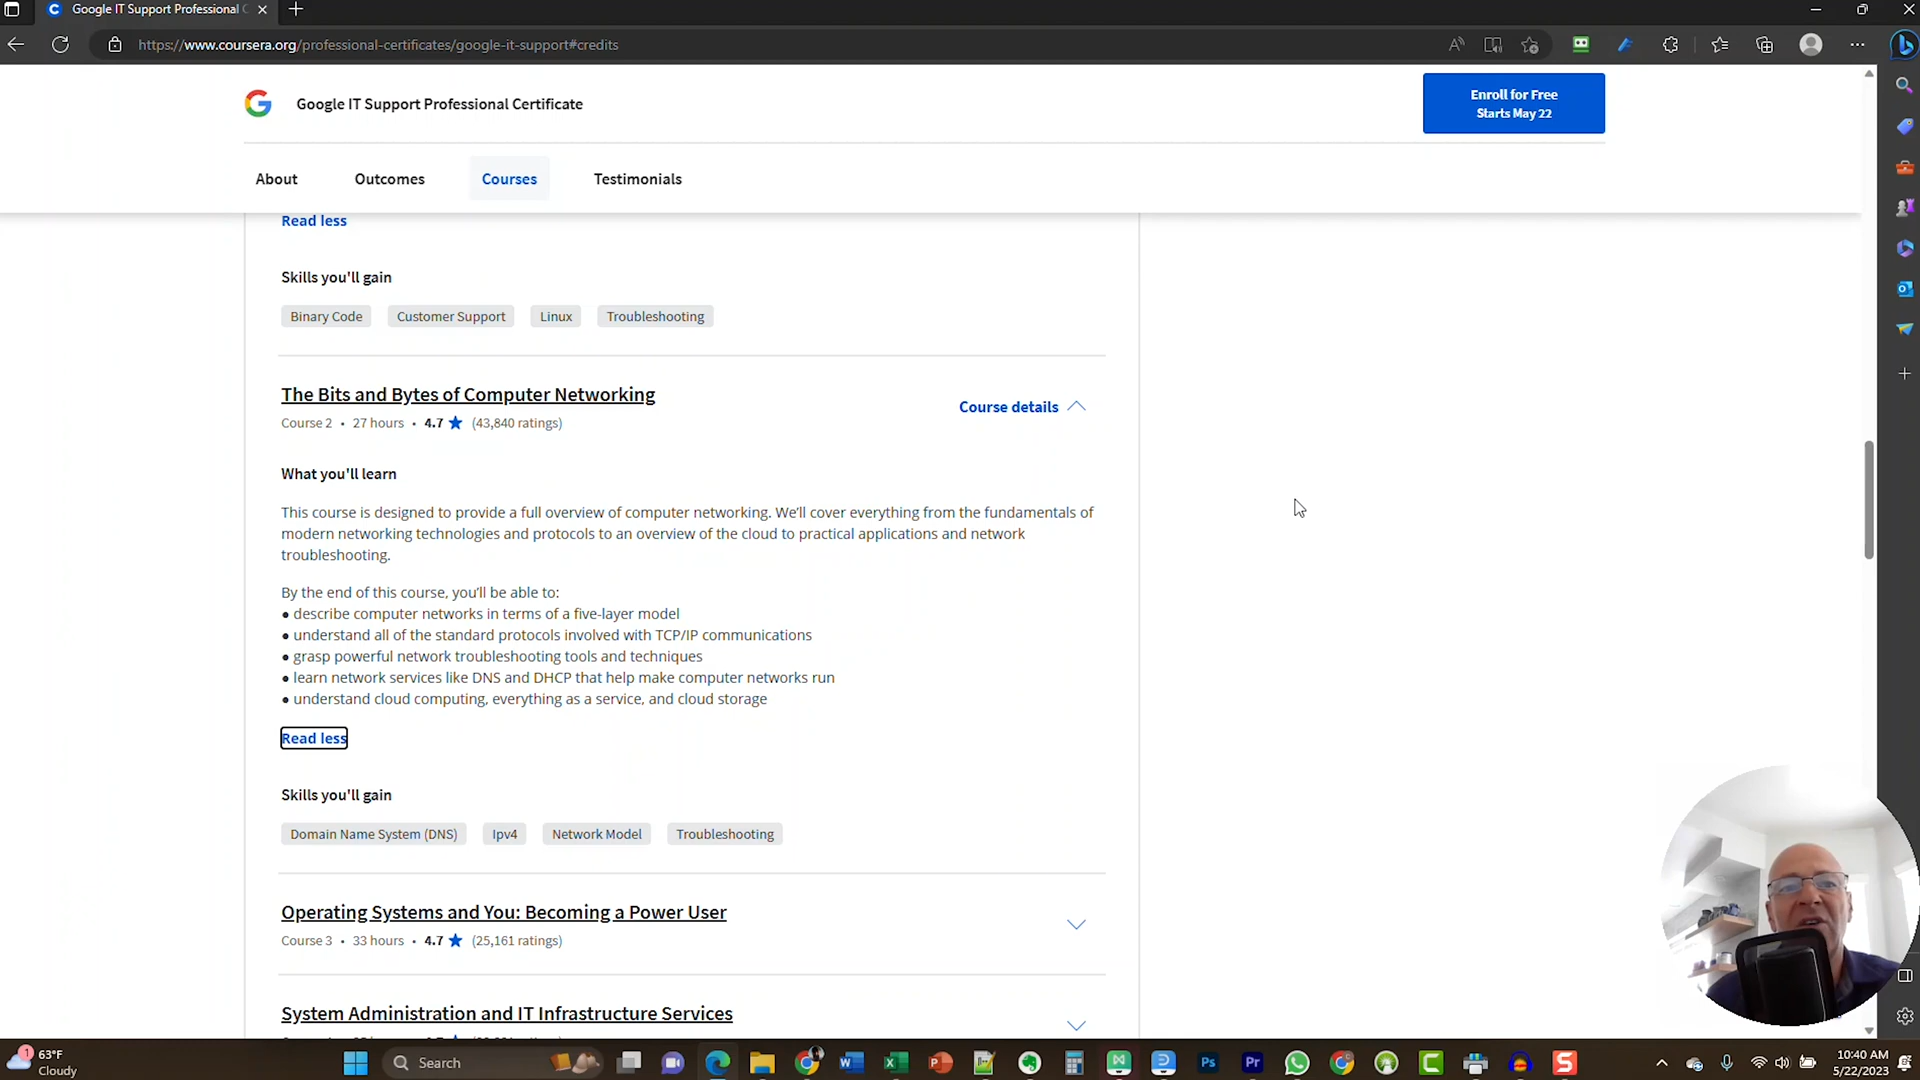 Google IT Support Professional C
https://www.coursera.org/professional-certificates/google-it-support#credits
Google IT Support Professional Certificate
Enroll for Free
Starts May 22
About
Outcomes
Courses
Testimonials
Read less
Skills you'll gain
Binary Code
Customer Support
Linux
Troubleshooting
The Bits and Bytes of Computer Networking
Course details
Course 2 • 27 hours • 4.7 ★ (43,840 ratings)
What you'll learn
This course is designed to provide a full overview of computer networking. We'll cover everything from the fundamentals of
modern networking technologies and protocols to an overview of the cloud to practical applications and network
troubleshooting.
By the end of this course, you'll be able to:
● describe computer networks in terms of a five-layer model
● understand all of the standard protocols involved with TCP/IP communications
● grasp powerful network troubleshooting tools and techniques
● learn network services like DNS and DHCP that help make computer networks run
● understand cloud computing, everything as a service, and cloud storage
Read less
Skills you'll gain
Domain Name System (DNS)
Ipv4
Network Model
Troubleshooting
Operating Systems and You: Becoming a Power User
Course 3 • 33 hours • 4.7 ★ (25,161 ratings)
System Administration and IT Infrastructure Services
1
63°F
Cloudy
Search
Ps
Pr
10:40 AM
5/22/2023